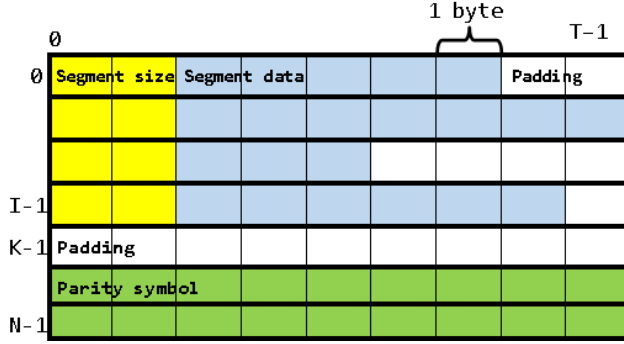 1 byte
0 T-1
0 Segment size Segment data Padding
I-1
K-1 Padding
Parity symbol
N-1